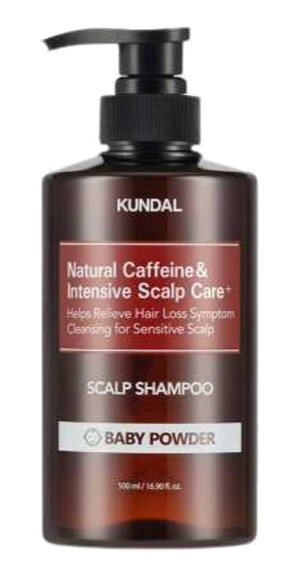 KUNDAL
Natural Caffeine &
Intensive Scalp Care+
Helps Relieve Hair Loss Symptom
Cleansing for Sensitive Scalp
SCALP SHAMPOO
BABY POWDER
500 ml / 16.90 fl. oz.